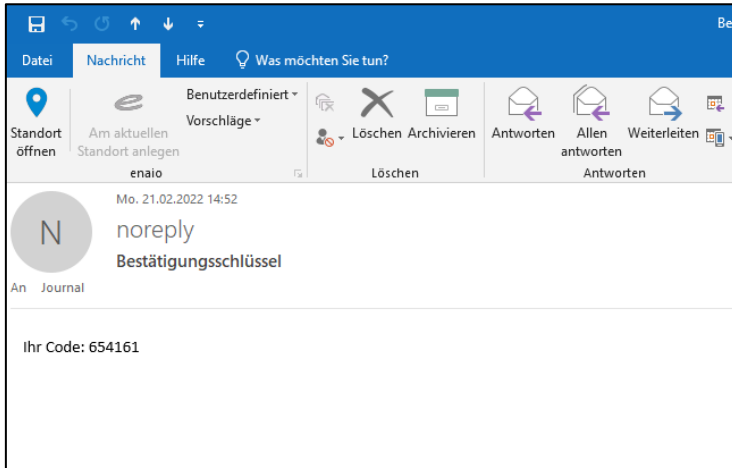 Be
Datei Nachricht Hilfe Was möchten Sie tun?
Standort öffnen
Am aktuellen Standort anlegen
Benutzerdefiniert
Vorschläge
enaio
Löschen Archivieren
Löschen
Antworten Allen antworten Weiterleiten
Antworten
Mo. 21.02.2022 14:52
N
noreply
Bestätigungsschlüssel
An Journal
Ihr Code: 654161